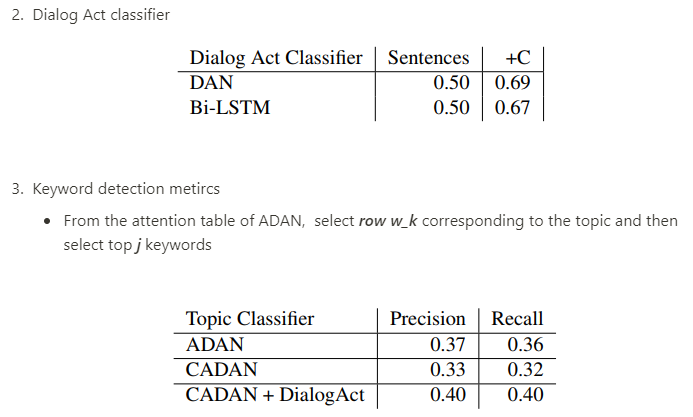 2. Dialog Act classifier
Dialog Act Classifier Sentences +C
DAN 0.50 0.69
Bi-LSTM 0.50 0.67
3. Keyword detection metircs
• From the attention table of ADAN, select row w_k corresponding to the topic and then
select top j keywords
Topic Classifier Precision Recall
ADAN 0.37 0.36
CADAN 0.33 0.32
CADAN + DialogAct 0.40 0.40